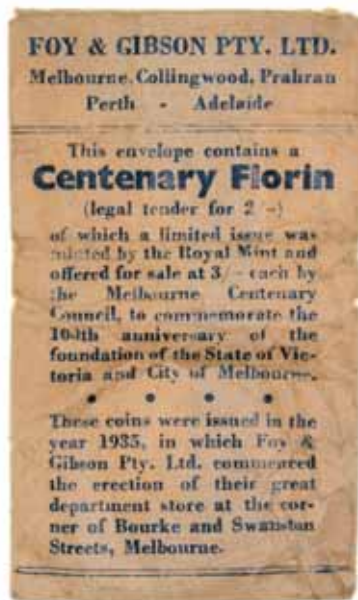 FOY & GIBSON PTY. LTD.
Melbourne, Collingwood, Prahran
Perth - Adelaide
This envelope contains a
Centenary Florin
(legal tender for 2/-)
of which a limited issue was
minted by the Royal Mint and
offered for sale at 3/- each by
the Melbourne Centenary
Council, to commemorate the
100th anniversary of the
foundation of the State of Vic-
toria and City of Melbourne.
• • • •
These coins were issued in the
year 1935, in which Foy &
Gibson Pty. Ltd. commenced
the erection of their great
department store at the cor-
ner of Bourke and Swanston
Streets, Melbourne.